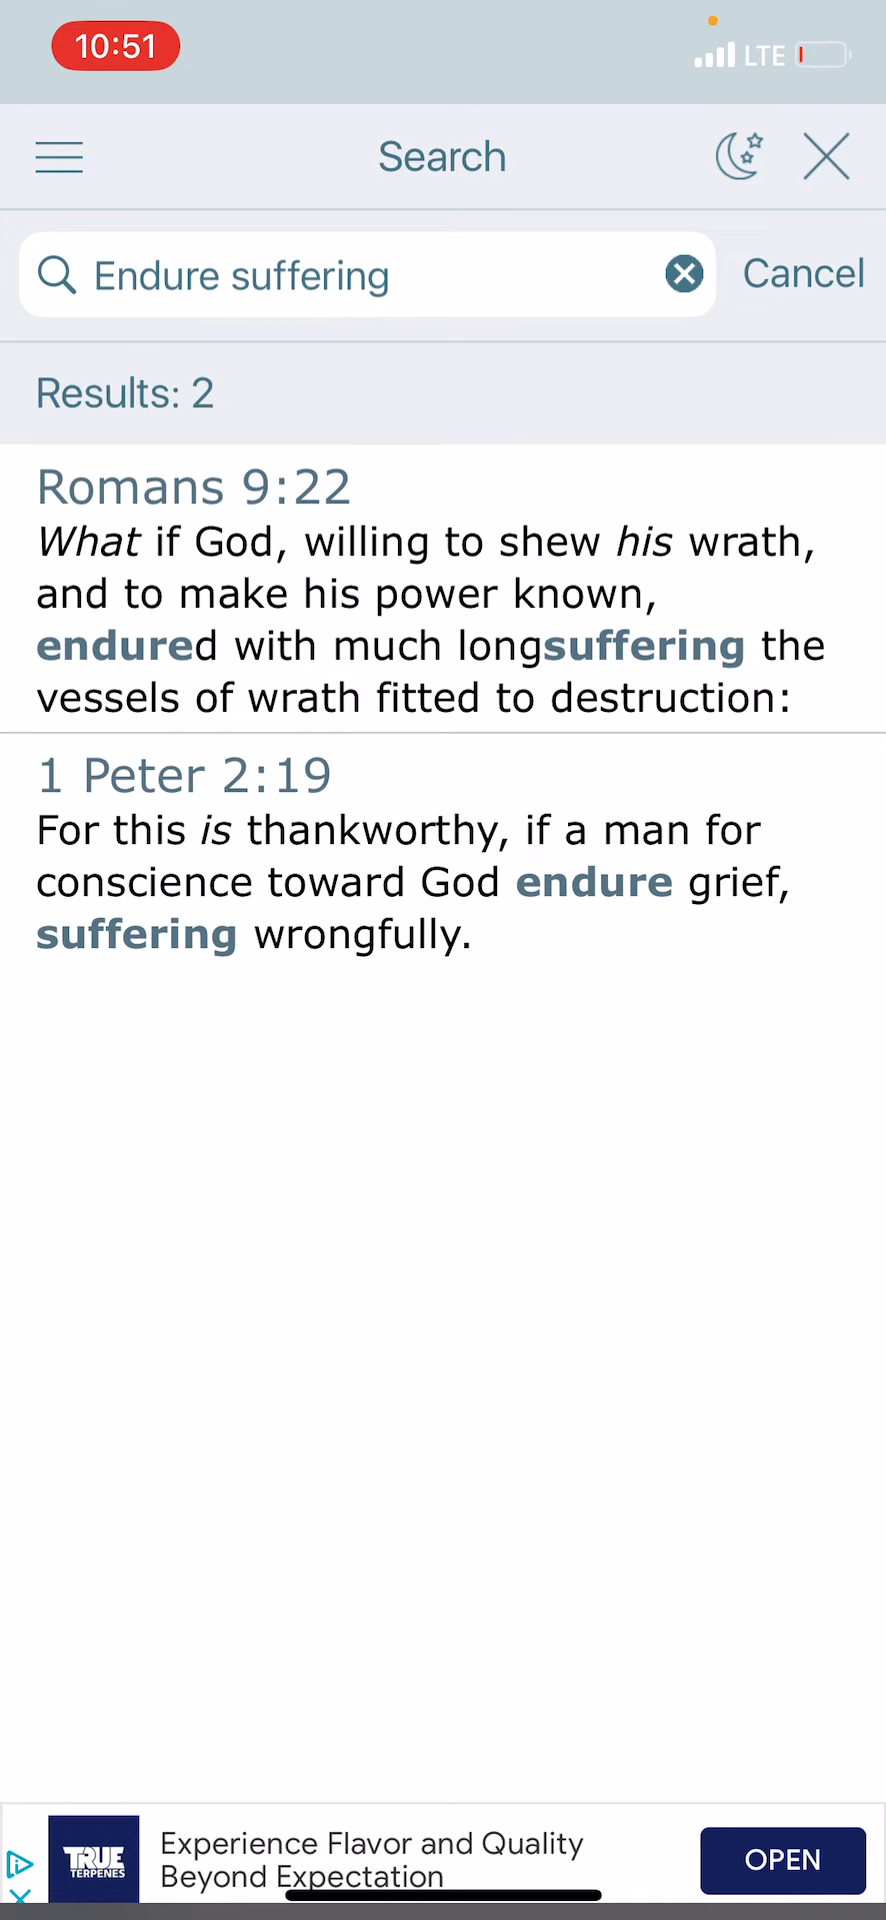 10:51
LTE
Search
Endure suffering
Cancel
Results: 2
Romans 9:22
What if God, willing to shew his wrath,
and to make his power known,
endured with much longsuffering the
vessels of wrath fitted to destruction:
1 Peter 2:19
For this is thankworthy, if a man for
conscience toward God endure grief,
suffering wrongfully.
TRUE
TERPENES
Experience Flavor and Quality
Beyond Expectation
OPEN